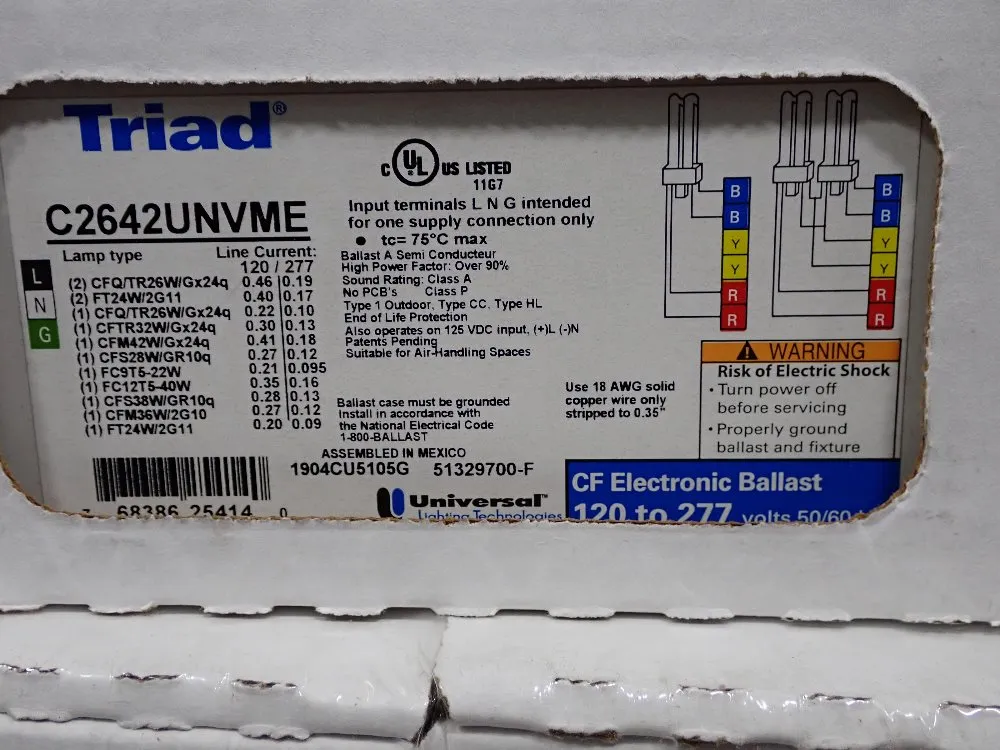 Triad®
C2642UNVME
Lamp type
Line Current:
120 / 277
(2) CFQ/TR26W/Gx24q 0.46 0.19
(2) FT24W/2G11 0.40 0.17
(1) CFQ/TR26W/Gx24q 0.22 0.10
(1) CFTR32W/Gx24q 0.30 0.13
(1) CFM42W/Gx24q 0.41 0.18
(1) CFS28W/GR10q 0.27 0.12
(1) FC9T5-22W 0.21 0.095
(1) FC12T5-40W 0.35 0.16
(1) CFS38W/GR10q 0.28 0.13
(1) CFM36W/2G10 0.27 0.12
(1) FT24W/2G11 0.20 0.09
L
N
G
68386 25414 0
c UL US LISTED
11G7
Input terminals L N G intended
for one supply connection only
• tc= 75°C max
Ballast A Semi Conducteur
High Power Factor: Over 90%
Sound Rating: Class A
No PCB's Class P
Type 1 Outdoor, Type CC, Type HL
End of Life Protection
Also operates on 125 VDC input, (+)L (-)N
Patents Pending
Suitable for Air-Handling Spaces
Ballast case must be grounded
Install in accordance with
the National Electrical Code
1-800-BALLAST
ASSEMBLED IN MEXICO
1904CU5105G 51329700-F
Universal™
Lighting Technologies
Use 18 AWG solid
copper wire only
stripped to 0.35"
B
B
Y
Y
R
R
B
B
Y
Y
R
R
WARNING
Risk of Electric Shock
• Turn power off
before servicing
• Properly ground
ballast and fixture
CF Electronic Ballast
120 to 277 volts 50/60